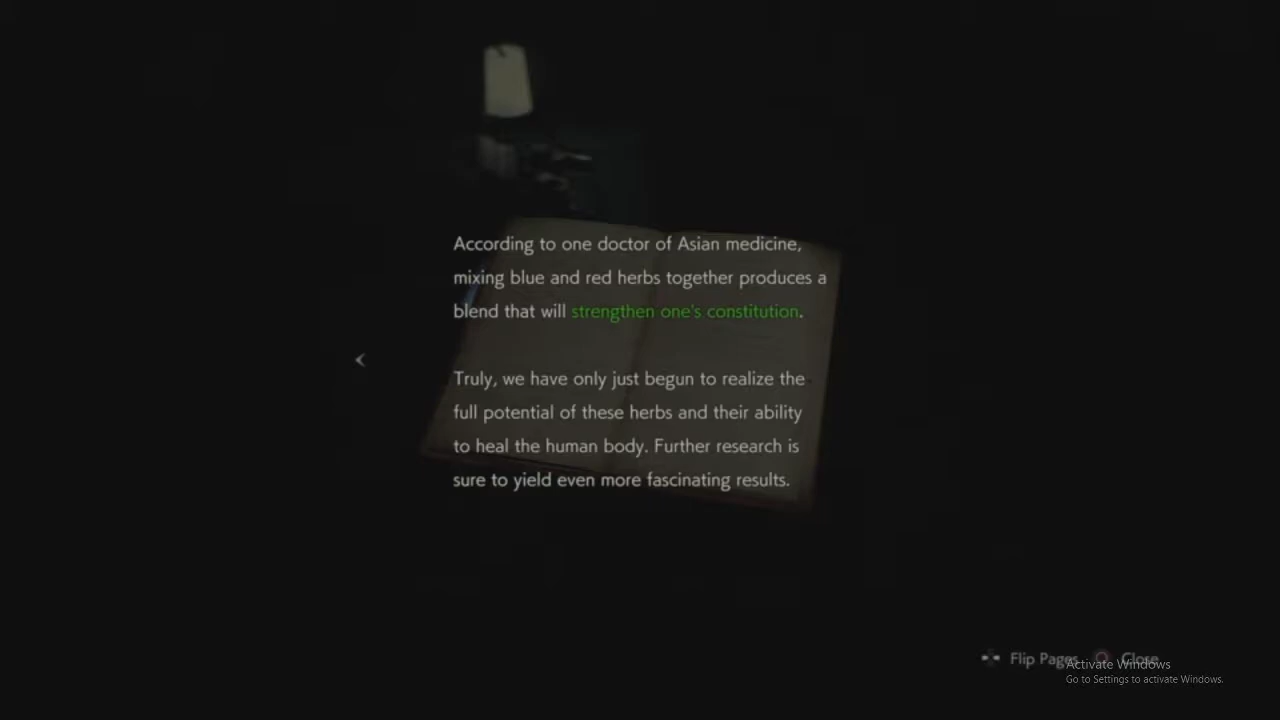 According to one doctor of Asian medicine,
mixing blue and red herbs together produces a
blend that will strengthen one's constitution.
Truly, we have only just begun to realize the
full potential of these herbs and their ability
to heal the human body. Further research is
sure to yield even more fascinating results.
Flip Pages Close
Activate Windows
Go to Settings to activate Windows.